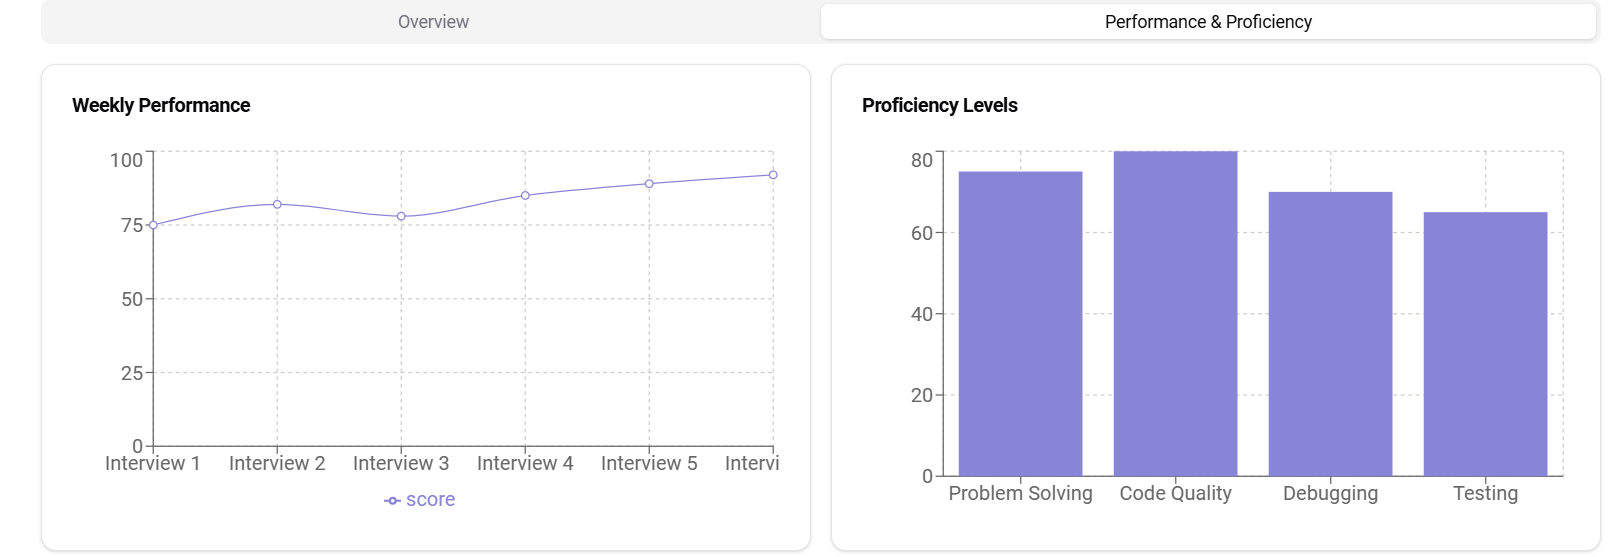 Overview
Performance & Proficiency
Weekly Performance
100
75
50
25
0
Interview 1 Interview 2 Interview 3 Interview 4 Interview 5 Intervi
score
Proficiency Levels
80
60
40
20
0
Problem Solving Code Quality Debugging Testing